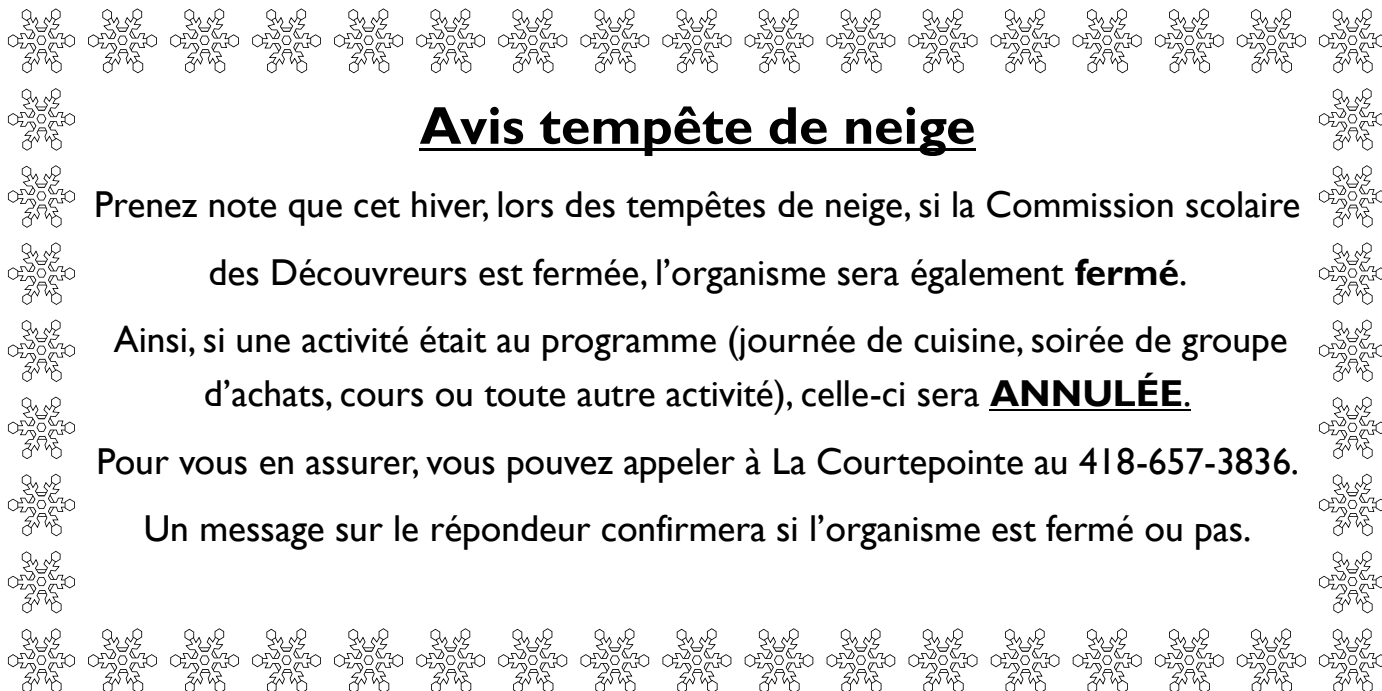 Avis tempête de neige
Prenez note que cet hiver, lors des tempêtes de neige, si la Commission scolaire
des Découvreurs est fermée, l’organisme sera également fermé.
Ainsi, si une activité était au programme (journée de cuisine, soirée de groupe
d’achats, cours ou toute autre activité), celle-ci sera ANNULÉE.
Pour vous en assurer, vous pouvez appeler à La Courtepointe au 418-657-3836.
Un message sur le répondeur confirmera si l’organisme est fermé ou pas.